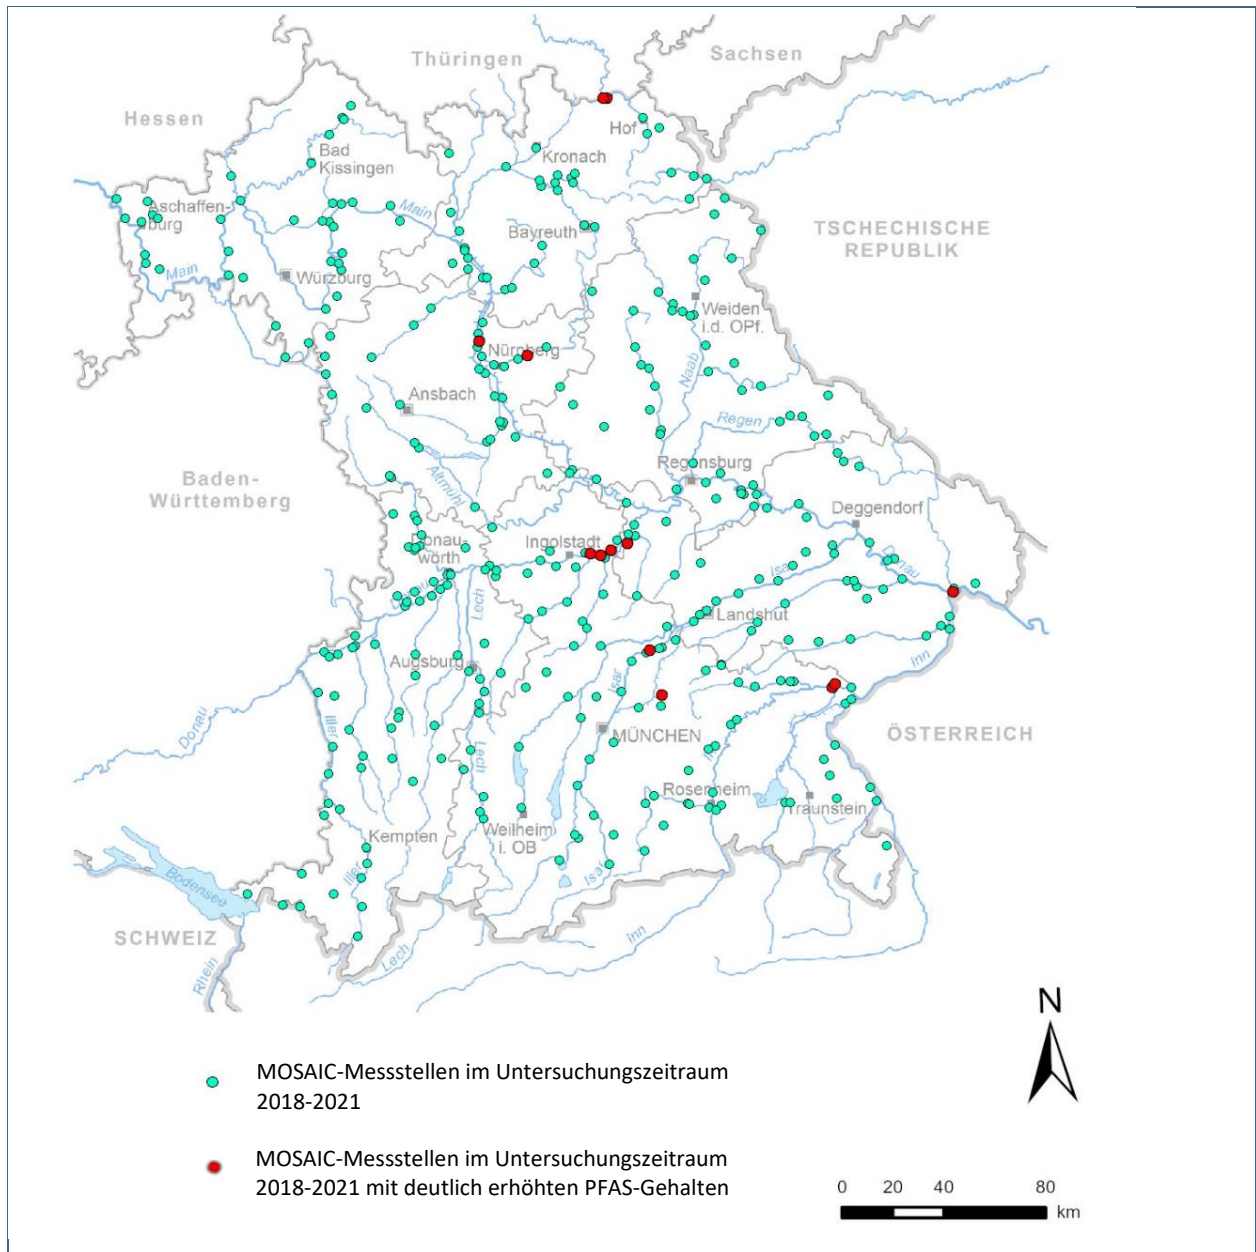 Thüringen
Sachsen
Hessen
Hof
Bad
Kissingen
Kronach
Aschaffen-
burg
Main
Bayreuth
TSCHECHISCHE
REPUBLIK
Main
Würzburg
Weiden
i.d. OPf.
Nürnberg
Naab
Ansbach
Regen
Regensburg
Baden-
Württemberg
Altmühl
Deggendorf
Donau-
wörth
Ingolstadt
Isar
Donau
Donau
Lech
Landshut
Augsburg
Inn
Isar
Donau
Iller
MÜNCHEN
ÖSTERREICH
Lech
Inn
Rosenheim
Traunstein
Weilheim
i. OB
Kempten
Iller
Isar
Bodensee
SCHWEIZ
Inn
Lech
Rhein
N
MOSAIC-Messstellen im Untersuchungszeitraum
2018-2021
MOSAIC-Messstellen im Untersuchungszeitraum
2018-2021 mit deutlich erhöhten PFAS-Gehalten
0 20 40 80
km